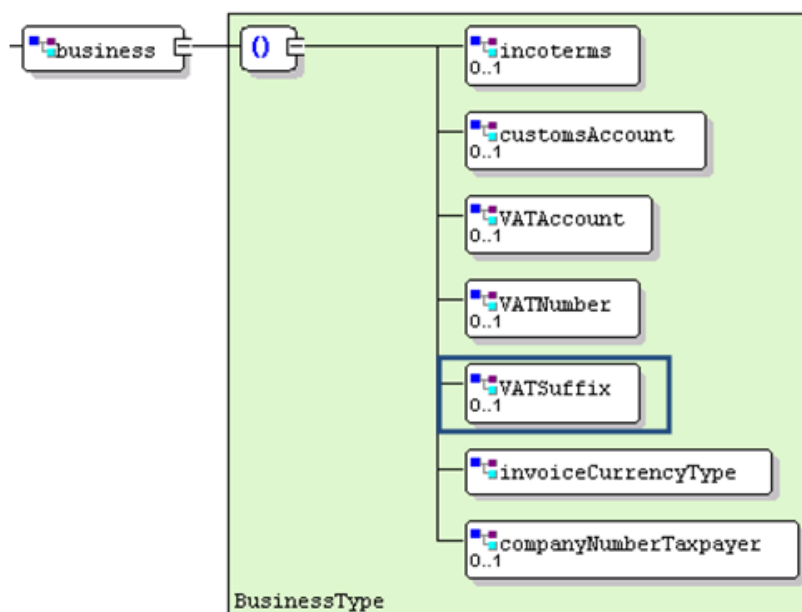 business
()
incoterms
0..1
customsAccount
0..1
VATAccount
0..1
VATNumber
0..1
VATSuffix
0..1
invoiceCurrencyType
companyNumberTaxpayer
0..1
BusinessType